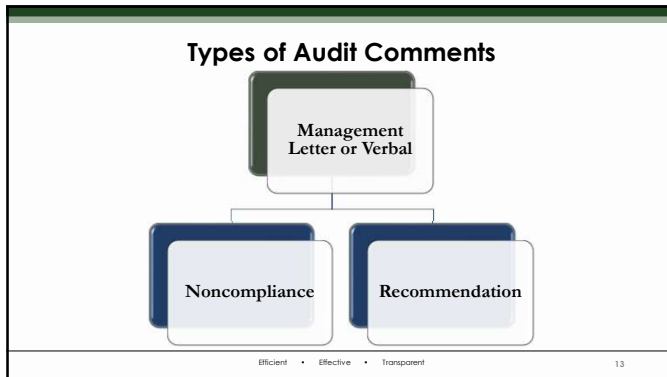 Types of Audit Comments
Management
Letter or Verbal
Noncompliance
Recommendation
Efficient • Effective • Transparent
13